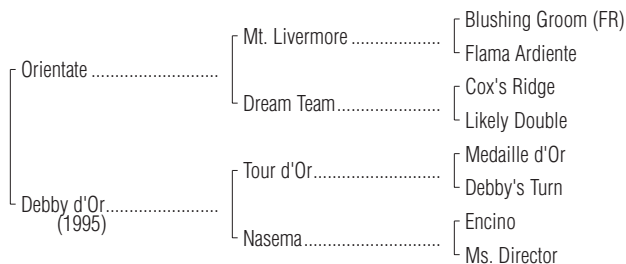 Blushing Groom (FR)
Mt. Livermore ....................
Flama Ardiente
Orientate ............................
Cox's Ridge
Dream Team.......................
Likely Double
Medaille d'Or
Tour d'Or............................
Debby's Turn
Debby d'Or.........................
(1995)
Encino
Nasema ..............................
Ms. Director